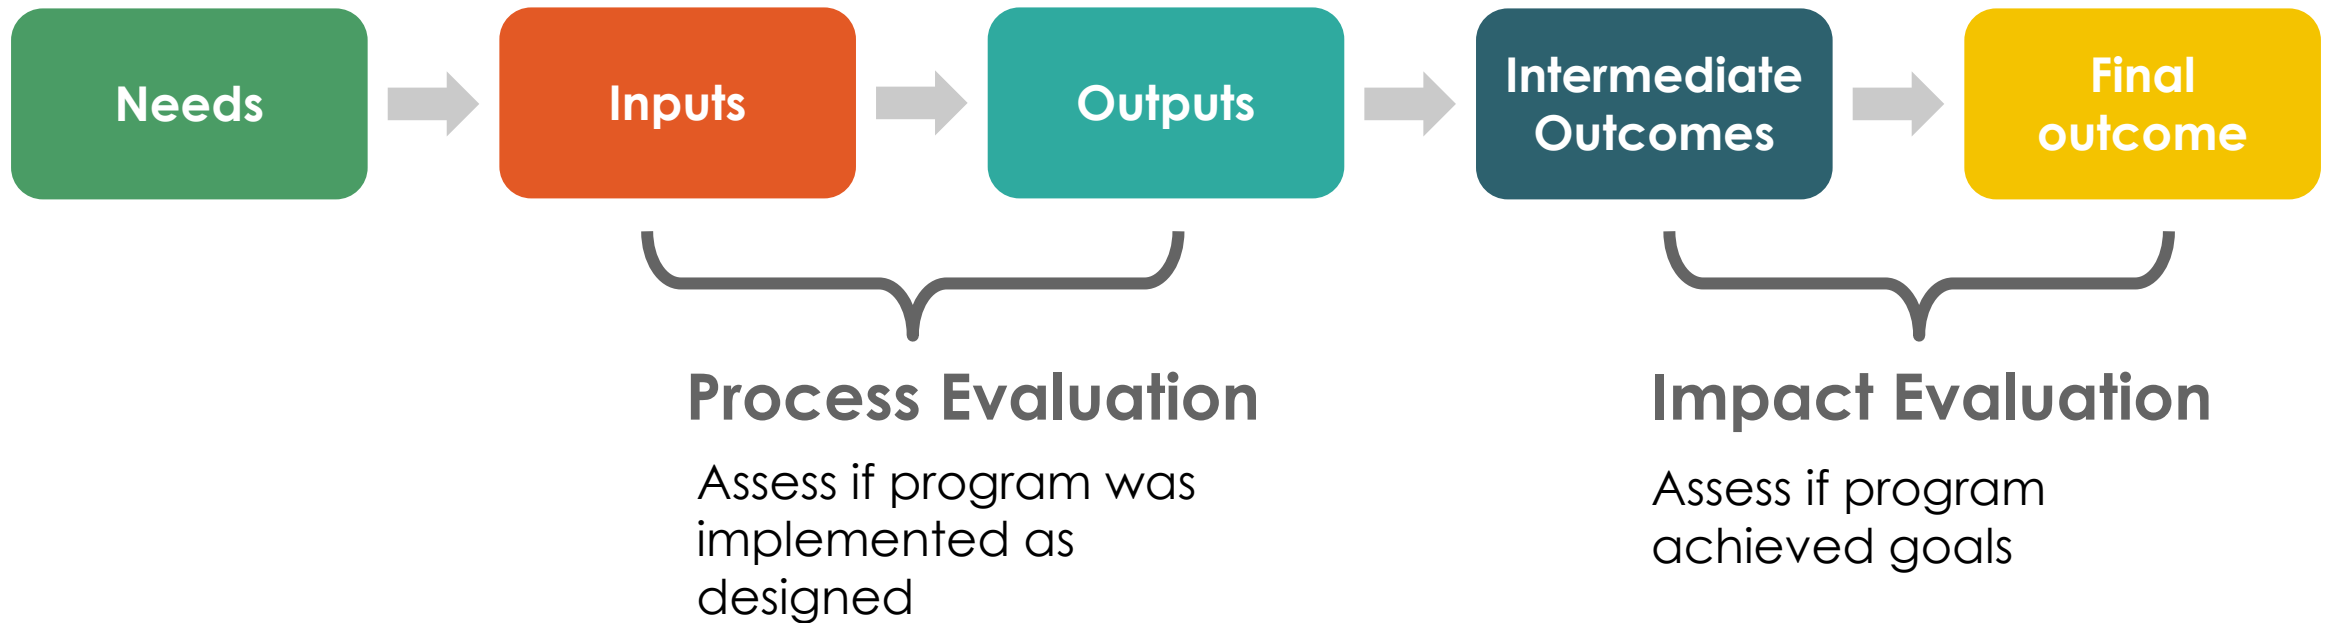 Needs
Inputs
Outputs
Intermediate
Outcomes
Final
outcome
Process Evaluation
Assess if program was
implemented as
designed
Impact Evaluation
Assess if program
achieved goals